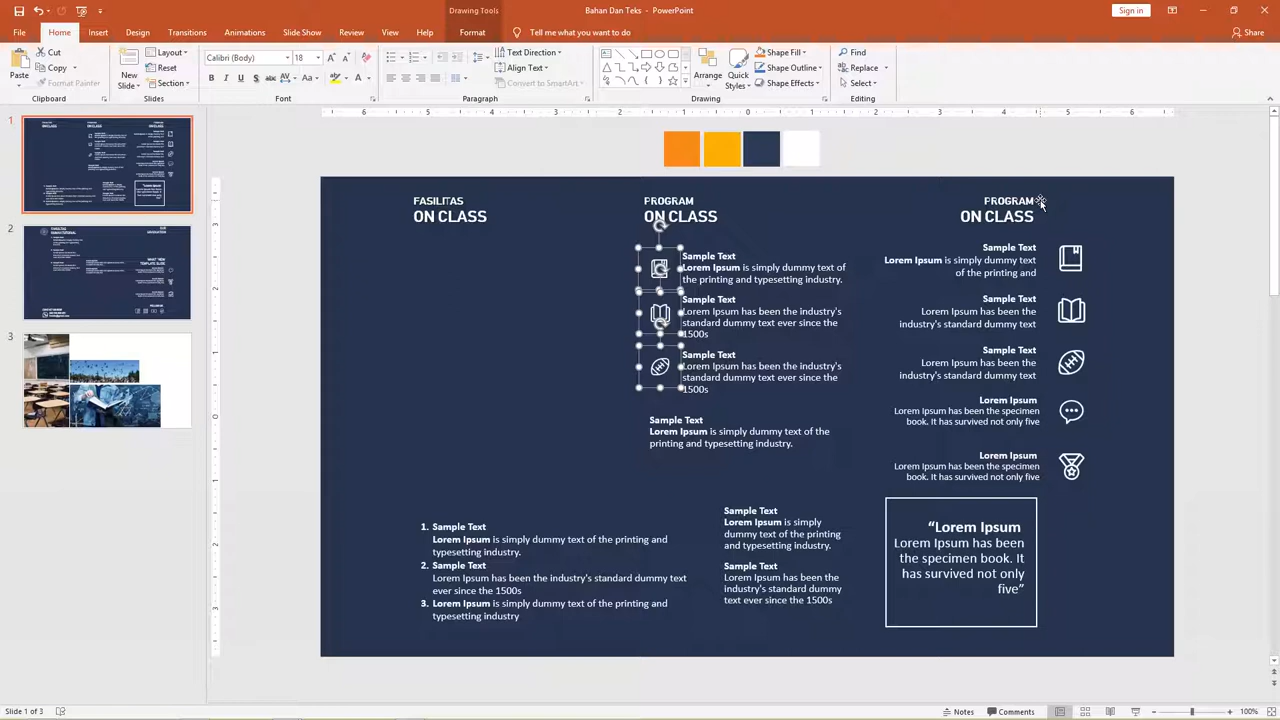 Drawing Tools
Bahan Dan Teks - PowerPoint
Sign in
File
Home
Insert
Design
Transitions
Animations
Slide Show
Review
View
Format
Tell me what you want to do
Share
Paste
Cut
Copy
Format Painter
Clipboard
New
Slide
Layout
Reset
Section
Slides
Calibri (Body)
18
Font
Text Direction
Align Text
Convert to SmartArt
Paragraph
Arrange
Quick
Styles
Shape Fill
Shape Outline
Shape Effects
Drawing
Find
Replace
Select
Editing
1
2
3
FASILITAS
ON CLASS
PROGRAM
ON CLASS
Sample Text
Lorem Ipsum is simply dummy text of
the printing and typesetting industry.
Sample Text
Lorem Ipsum has been the industry's
standard dummy text ever since the
1500s
Sample Text
Lorem Ipsum has been the industry's
standard dummy text ever since the
1500s
Sample Text
Lorem Ipsum is simply dummy text of the
printing and typesetting industry.
PROGRAM
ON CLASS
Sample Text
Lorem Ipsum is simply dummy text
of the printing and
Sample Text
Lorem Ipsum has been the
industry's standard dummy text
Sample Text
Lorem Ipsum has been the
industry's standard dummy text
Lorem Ipsum
Lorem Ipsum has been the specimen
book. It has survived not only five
Lorem Ipsum
Lorem Ipsum has been the specimen
book. It has survived not only five
1. Sample Text
Lorem Ipsum is simply dummy text of the printing and
typesetting industry.
2. Sample Text
Lorem Ipsum has been the industry's standard dummy text
ever since the 1500s
3. Lorem Ipsum is simply dummy text of the printing and
typesetting industry
Sample Text
Lorem Ipsum is simply
dummy text of the printing
and typesetting industry.
Sample Text
Lorem Ipsum has been the
industry's standard dummy
text ever since the 1500s
“Lorem Ipsum
Lorem Ipsum has been
the specimen book. It
has survived not only
five”
Slide 1 of 3
Notes
Comments
100%